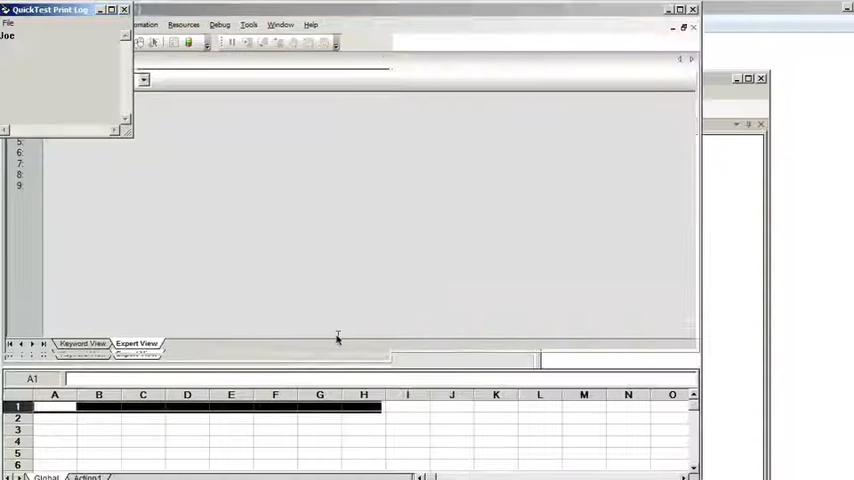 QuickTest Print Log
File
Joe
Resources Debug Tools Window Help
5:
6:
7:
8:
9:
Keyword View Expert View
A1
A B C D E F G H I J K L M N O
1
2
3
4
5
6
Global Action1